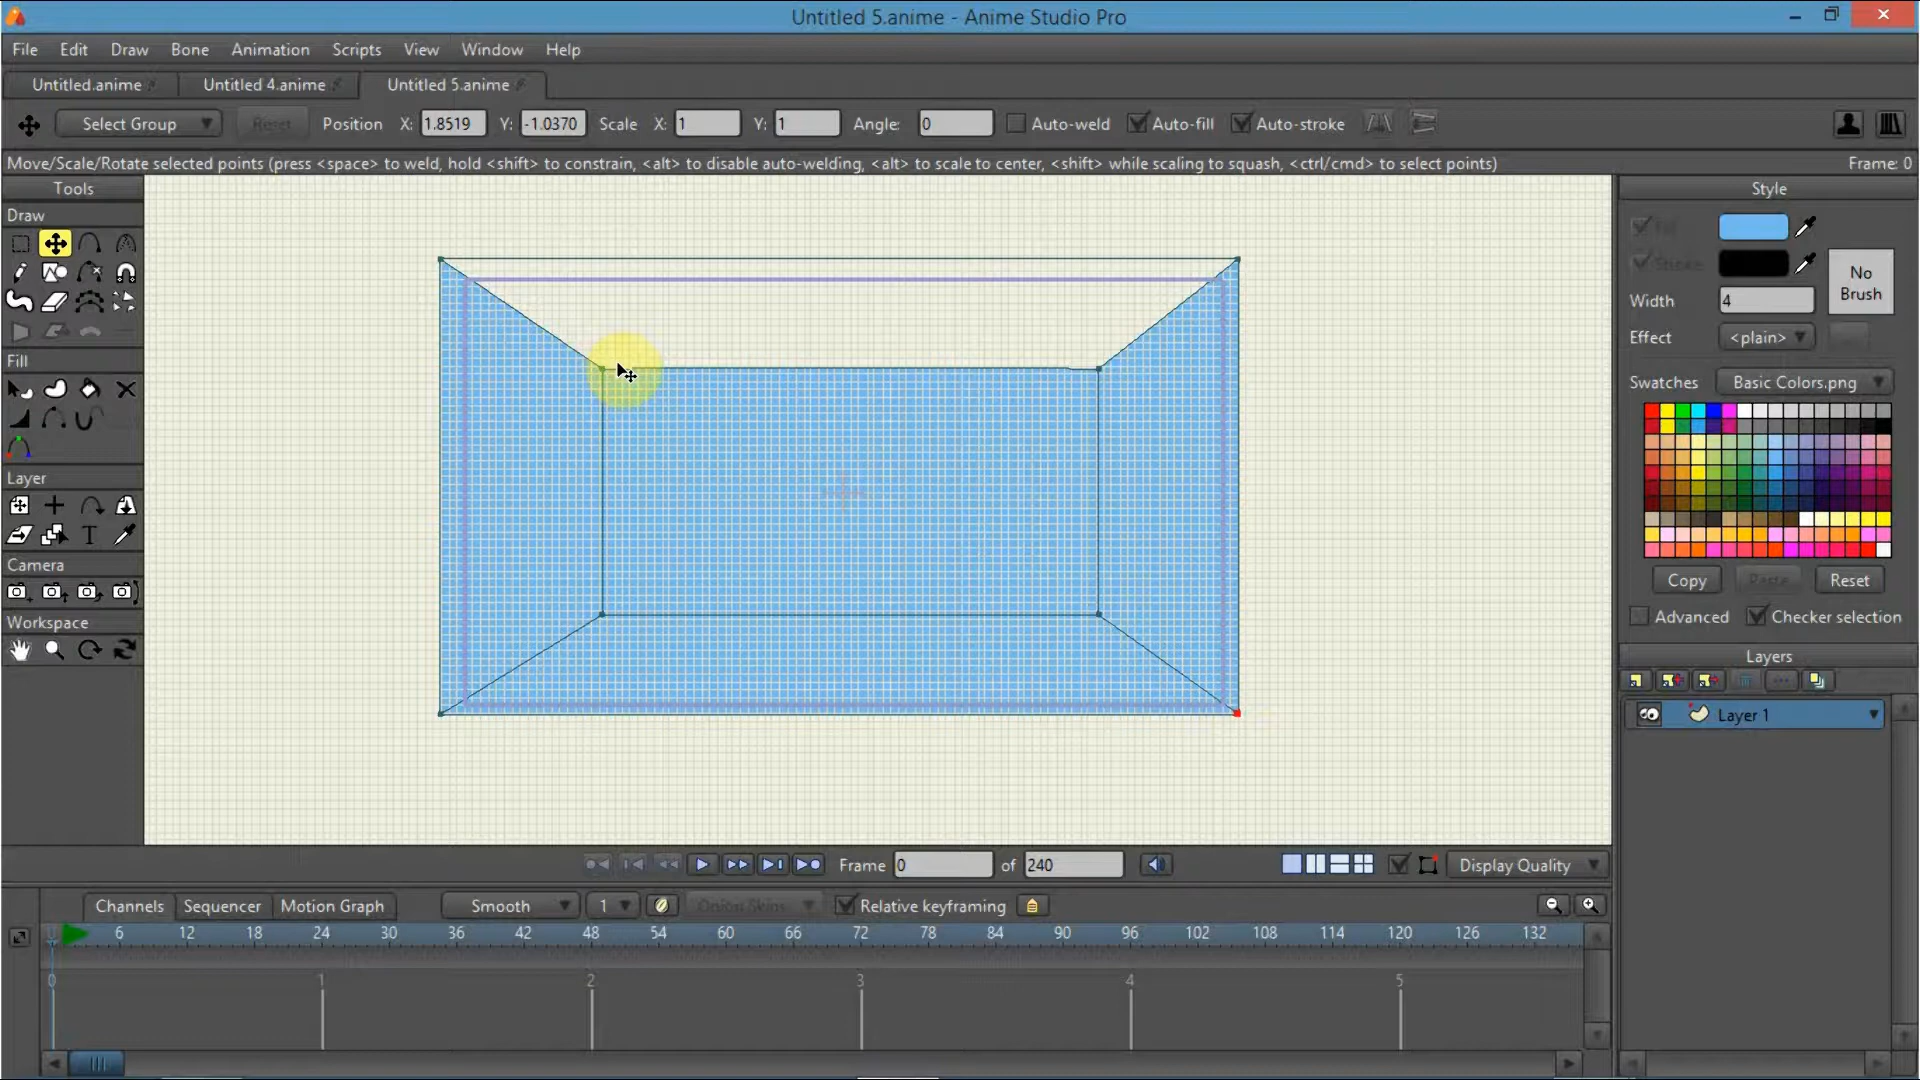 Untitled 5.anime - Anime Studio Pro
File Edit Draw Bone Animation Scripts View Window Help
Untitled.anime Untitled 4.anime Untitled 5.anime
Select Group Reset Position X: 1.8519 Y: -1.0370 Scale X: 1 Y: 1 Angle: 0 Auto-weld Auto-fill Auto-stroke
Move/Scale/Rotate selected points (press <space> to weld, hold <shift> to constrain, <alt> to disable auto-welding, <alt> to scale to center, <shift> while scaling to squash, <ctrl/cmd> to select points) Frame: 0
Tools
Draw
Fill
Layer
T
Camera
Workspace
Style
Fill
Stroke
No
Brush
Width 4
Effect <plain>
Swatches Basic Colors.png
Copy Paste Reset
Advanced Checker selection
Layers
Layer 1
Frame 0 of 240 Display Quality
Channels Sequencer Motion Graph Smooth 1 Onion Skins Relative keyframing
0 6 12 18 24 30 36 42 48 54 60 66 72 78 84 90 96 102 108 114 120 126 132
0 1 2 3 4 5